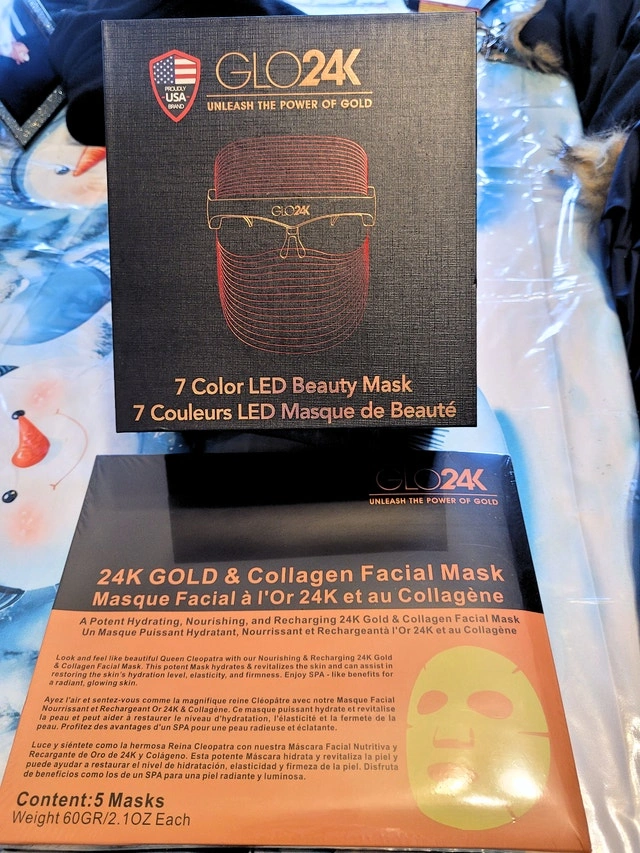 PROUDLY
USA
BRAND
GLO24K
UNLEASH THE POWER OF GOLD
GLO24K
7 Color LED Beauty Mask
7 Couleurs LED Masque de Beauté
GLO24K
UNLEASH THE POWER OF GOLD
24K GOLD & Collagen Facial Mask
Masque Facial à l'Or 24K et au Collagène
A Potent Hydrating, Nourishing, and Recharging 24K Gold & Collagen Facial Mask
Un Masque Puissant Hydratant, Nourrissant et Rechargeantà l'Or 24K et au Collagène
Look and feel like beautiful Queen Cleopatra with our Nourishing & Recharging 24K Gold
& Collagen Facial Mask. This potent Mask hydrates & revitalizes the skin and can assist in
restoring the skin's hydration level, elasticity, and firmness. Enjoy SPA - like benefits for
a radiant, glowing skin.
Ayez l'air et sentez-vous comme la magnifique reine Cléopâtre avec notre Masque Facial
Nourrissant et Rechargeant Or 24K & Collagène. Ce masque puissant hydrate et revitalise
la peau et peut aider à restaurer le niveau d'hydratation, l'élasticité et la fermeté de la
peau. Profitez des avantages d'un SPA pour une peau radieuse et éclatante.
Luce y siéntete como la hermosa Reina Cleopatra con nuestra Máscara Facial Nutritiva y
Recargante de Oro de 24K y Colágeno. Esta potente Máscara hidrata y revitaliza la piel y
puede ayudar a restaurar el nivel de hidratación, elasticidad y firmeza de la piel. Disfruta
de beneficios como los de un SPA para una piel radiante y luminosa.
Content:5 Masks
Weight 60GR/2.1OZ Each